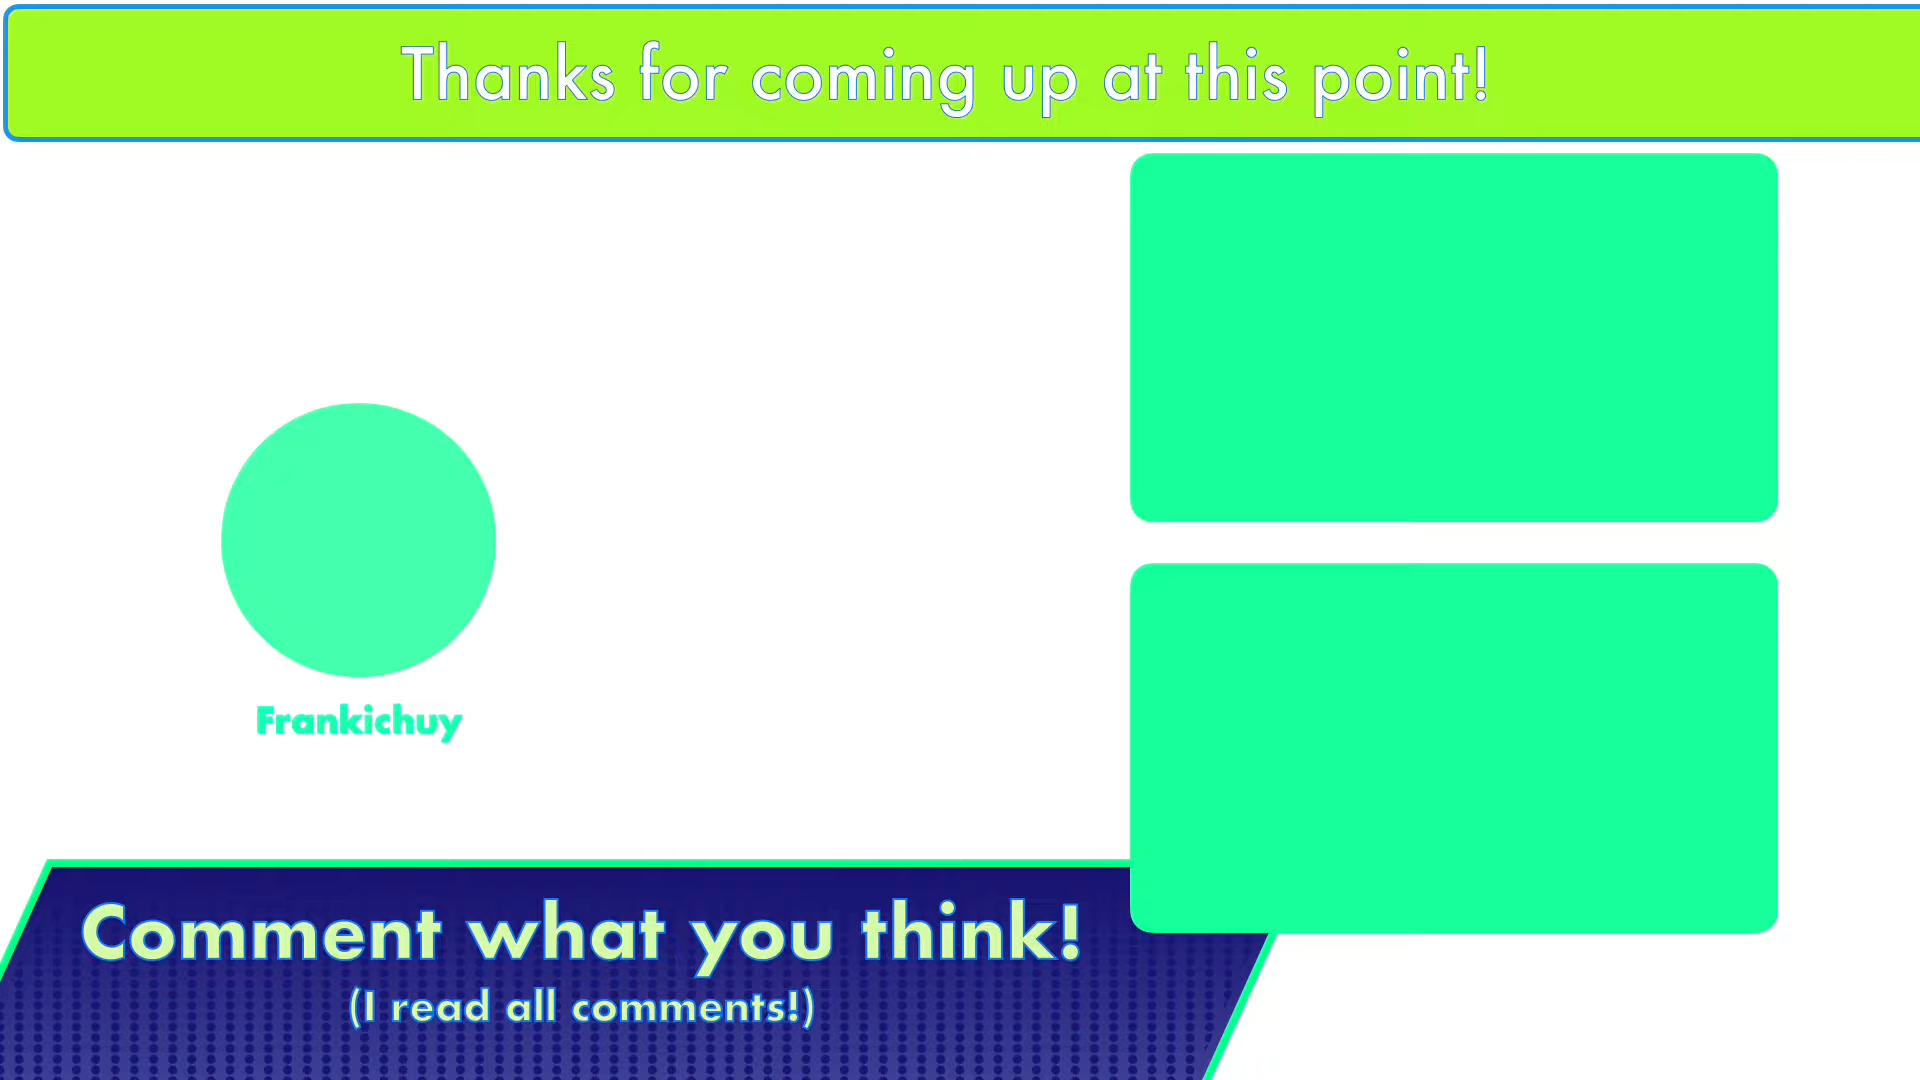 Thanks for coming up at this point!
Frankichuy
Comment what you think!
(I read all comments!)